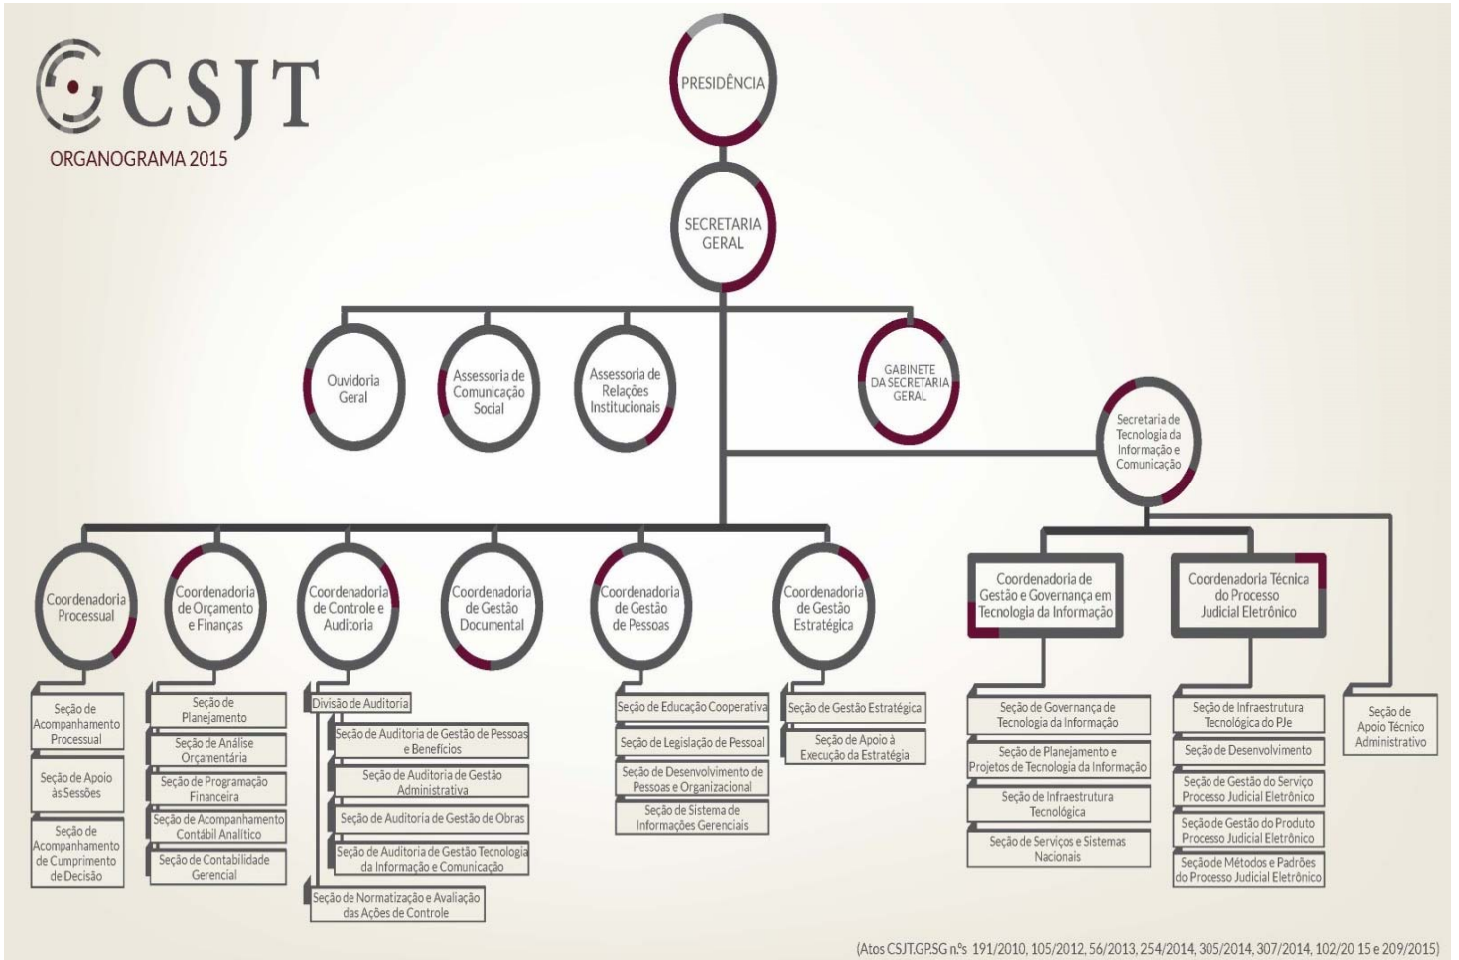 CSJT
ORGANOGRAMA 2015
PRESIDÊNCIA
SECRETARIA
GERAL
Ouvidoria
Geral
Assessoria de
Comunicação
Social
Assessoria de
Relações
Institucionais
GABINETE
DA SECRETARIA
GERAL
Secretaria de
Tecnologia da
Informação e
Comunicação
Coordenadoria
Processual
Coordenadoria
de Orçamento
e Finanças
Coordenadoria
de Controle e
Auditoria
Coordenadoria
de Gestão
Documental
Coordenadoria
de Gestão
de Pessoas
Coordenadoria
de Gestão
Estratégica
Coordenadoria de
Gestão e Governança em
Tecnologia da Informação
Coordenadoria Técnica
do Processo
Judicial Eletrônico
Seção de
Acompanhamento
Processual
Seção de Apoio
às Sessões
Seção de
Acompanhamento
de Cumprimento
de Decisão
Seção de
Planejamento
Seção de Análise
Orçamentária
Seção de Programação
Financeira
Seção de Acompanhamento
Contábil Analítico
Seção de Contabilidade
Gerencial
Divisão de Auditoria
Seção de Auditoria de Gestão de Pessoas
e Benefícios
Seção de Auditoria de Gestão
Administrativa
Seção de Auditoria de Gestão de Obras
Seção de Auditoria de Gestão Tecnologia
da Informação e Comunicação
Seção de Normatização e Avaliação
das Ações de Controle
Seção de Educação Cooperativa
Seção de Legislação de Pessoal
Seção de Desenvolvimento de
Pessoas e Organizacional
Seção de Sistema de
Informações Gerenciais
Seção de Gestão Estratégica
Seção de Apoio à
Execução da Estratégia
Seção de Governança de
Tecnologia da Informação
Seção de Planejamento e
Projetos de Tecnologia da Informação
Seção de Infraestrutura
Tecnológica
Seção de Serviços e Sistemas
Nacionais
Seção de Infraestrutura
Tecnológica do PJe
Seção de Desenvolvimento
Seção de Gestão do Serviço
Processo Judicial Eletrônico
Seção de Gestão do Produto
Processo Judicial Eletrônico
Seção de Métodos e Padrões
do Processo Judicial Eletrônico
Seção de
Apoio Técnico
Administrativo
(Atos CSJT.GP.SG n.ºs 191/2010, 105/2012, 56/2013, 254/2014, 305/2014, 307/2014, 102/2015 e 209/2015)